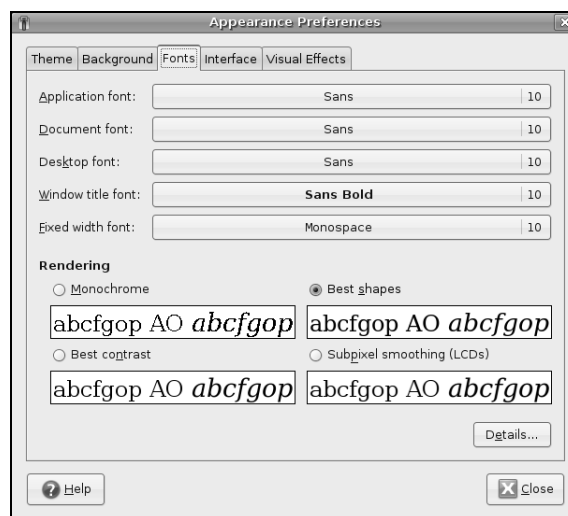 Appearance Preferences
Theme Background Fonts Interface Visual Effects
Application font: Sans 10
Document font: Sans 10
Desktop font: Sans 10
Window title font: Sans Bold 10
Fixed width font: Monospace 10
Rendering
Monochrome Best shapes
abcfgop AO abcfgop abcfgop AO abcfgop
Best contrast Subpixel smoothing (LCDs)
abcfgop AO abcfgop abcfgop AO abcfgop
Details...
Help Close